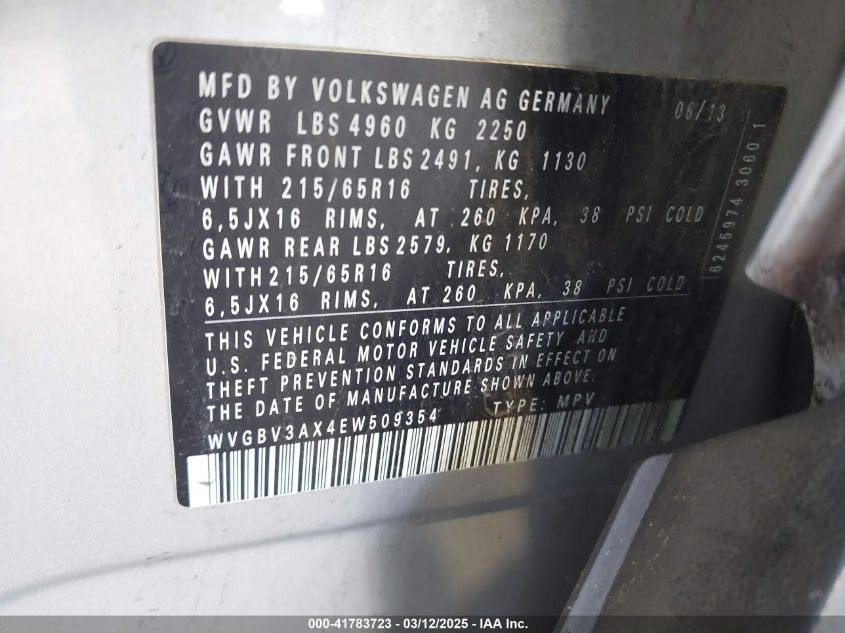 MFD BY VOLKSWAGEN AG GERMANY 06/13
GVWR LBS 4960 KG 2250
GAWR FRONT LBS 2491, KG 1130
WITH 215/65R16 TIRES,
6,5JX16 RIMS, AT 260 KPA, 38 PSI COLD
GAWR REAR LBS 2579, KG 1170
WITH 215/65R16 TIRES,
6,5JX16 RIMS, AT 260 KPA, 38 PSI COLD
THIS VEHICLE CONFORMS TO ALL APPLICABLE
U.S. FEDERAL MOTOR VEHICLE SAFETY AND
THEFT PREVENTION STANDARDS IN EFFECT ON
THE DATE OF MANUFACTURE SHOWN ABOVE.
WVGBV3AX4EW509354 TYPE: MPV
6246974 30601
000-41783723 - 03/12/2025 - IAA Inc.